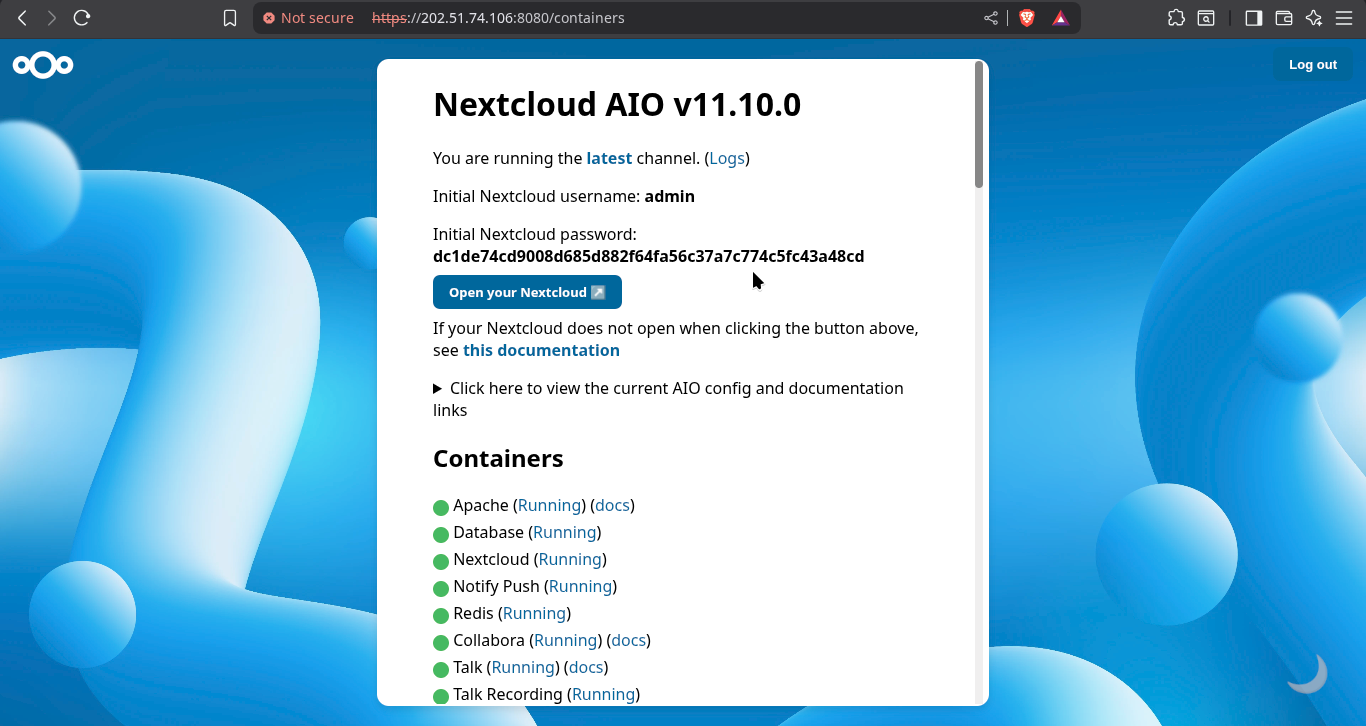 Not secure https://202.51.74.106:8080/containers
Log out
Nextcloud AIO v11.10.0
You are running the latest channel. (Logs)
Initial Nextcloud username: admin
Initial Nextcloud password:
dc1de74cd9008d685d882f64fa56c37a7c774c5fc43a48cd
Open your Nextcloud ↗
If your Nextcloud does not open when clicking the button above,
see this documentation
▶ Click here to view the current AIO config and documentation
links
Containers
Apache (Running) (docs)
Database (Running)
Nextcloud (Running)
Notify Push (Running)
Redis (Running)
Collabora (Running) (docs)
Talk (Running) (docs)
Talk Recording (Running)